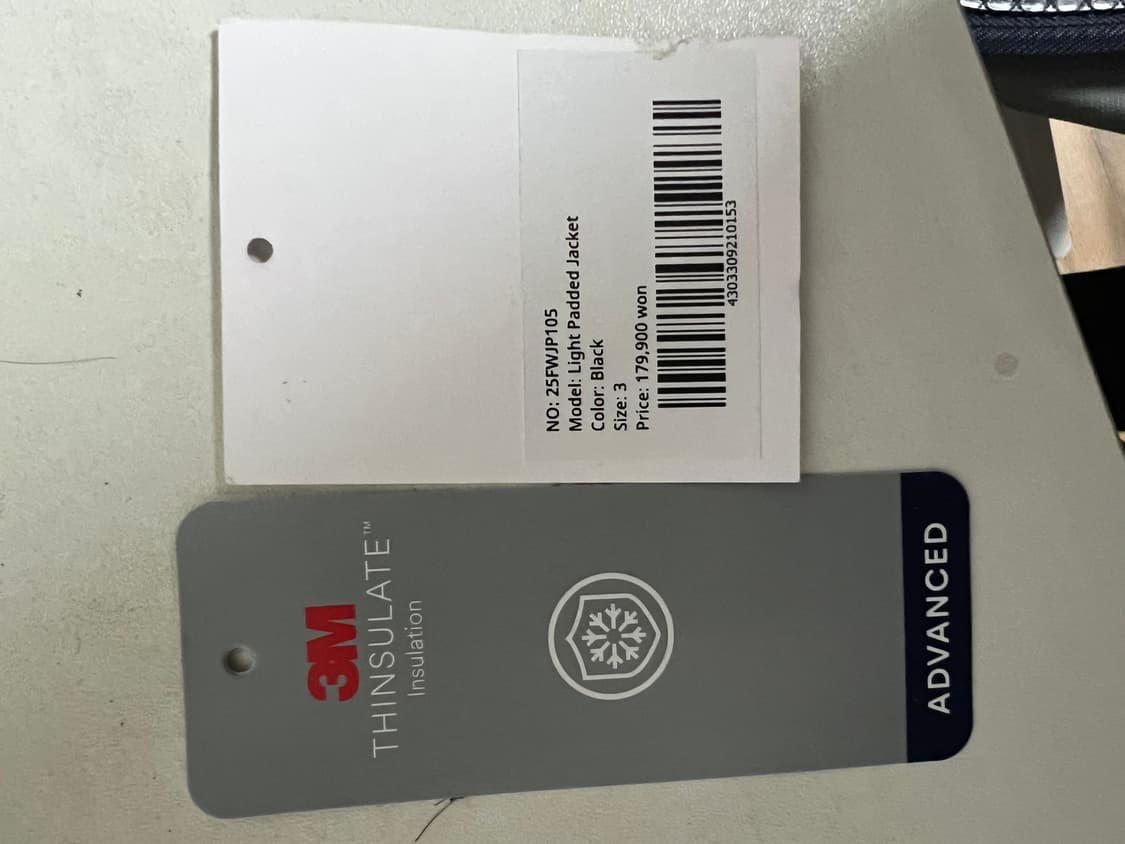 NO: 25FWJP105
Model: Light Padded Jacket
Color: Black
Size: 3
Price: 179,900 won
4303309210153
3M
THINSULATE™
Insulation
ADVANCED